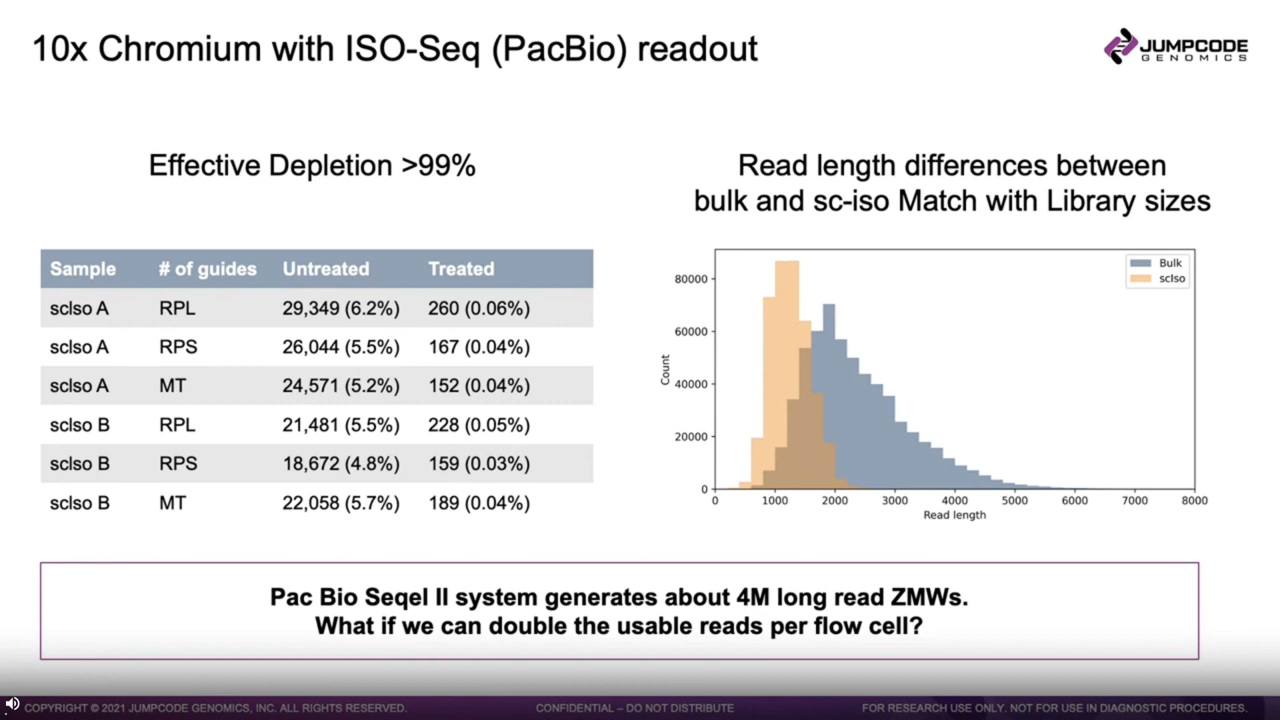 10x Chromium with ISO-Seq (PacBio) readout
JUMPCODE
GENOMICS
Effective Depletion >99%
Sample # of guides Untreated Treated
scIso A RPL 29,349 (6.2%) 260 (0.06%)
scIso A RPS 26,044 (5.5%) 167 (0.04%)
scIso A MT 24,571 (5.2%) 152 (0.04%)
scIso B RPL 21,481 (5.5%) 228 (0.05%)
scIso B RPS 18,672 (4.8%) 159 (0.03%)
scIso B MT 22,058 (5.7%) 189 (0.04%)
Read length differences between
bulk and sc-iso Match with Library sizes
Bulk
scIso
80000
60000
40000
20000
0
Count
0 1000 2000 3000 4000 5000 6000 7000 8000
Read length
Pac Bio Seqel II system generates about 4M long read ZMWs.
What if we can double the usable reads per flow cell?
COPYRIGHT © 2021 JUMPCODE GENOMICS, INC. ALL RIGHTS RESERVED. CONFIDENTIAL – DO NOT DISTRIBUTE FOR RESEARCH USE ONLY. NOT FOR USE IN DIAGNOSTIC PROCEDURES.